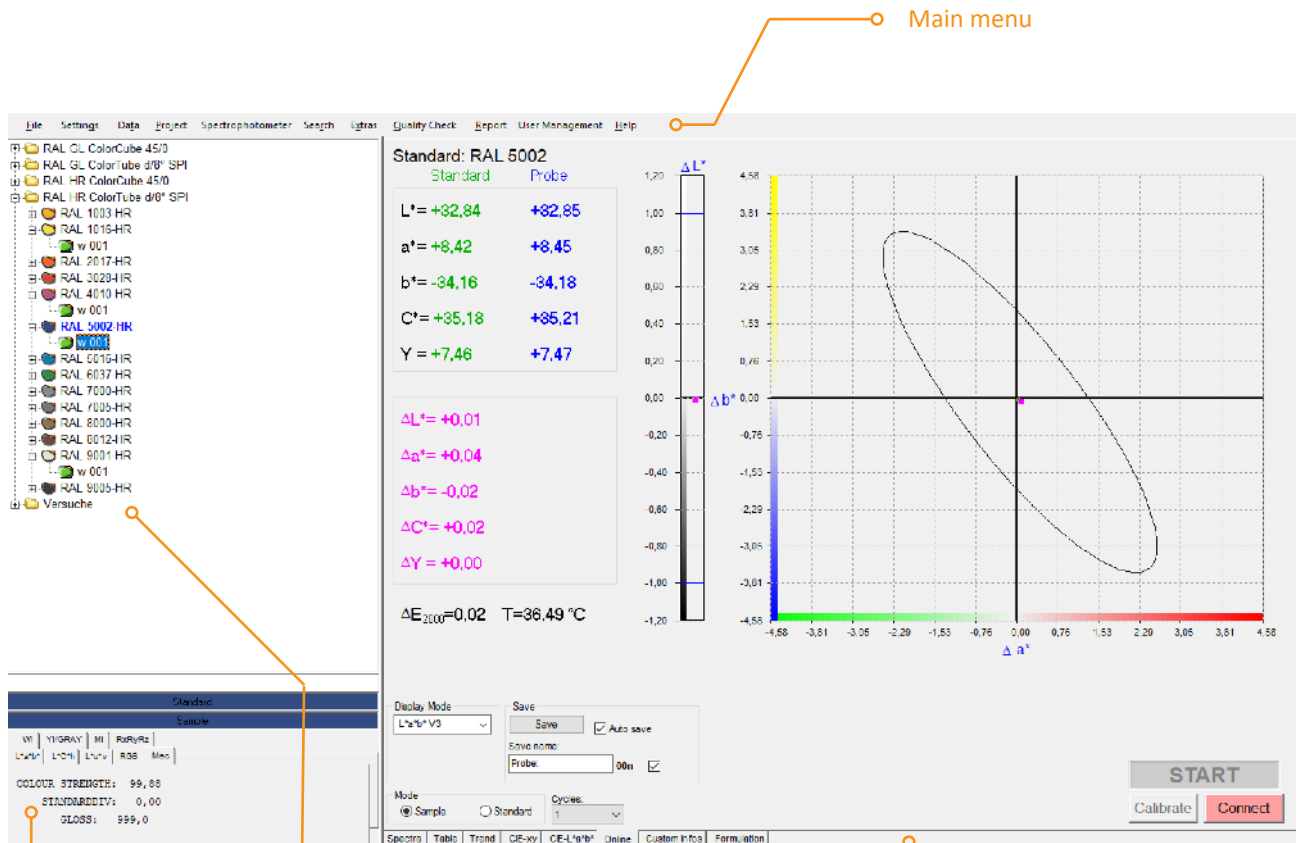 Main menu
File Settings Data Project Spectrophotometer Search Extras Quality Check Report User Management Help
RAL GL ColorCube 45/0
RAL GL ColorTube d/8° SPI
RAL HR ColorCube 45/0
RAL HR ColorTube d/8° SPI
RAL 1003 HR
RAL 1016-HR
w 001
RAL 2017-HR
RAL 3028-HR
RAL 4010 HR
w 001
RAL 5002-HR
w 001
RAL 5016-HR
RAL 6037 HR
RAL 7000-HR
RAL 7005-HR
RAL 8000-HR
RAL 8012-HR
RAL 9001 HR
w 001
RAL 9005-HR
Versuche
Standard: RAL 5002
Standard Probe
L*= +32,84 +32,85
a*= +8,42 +8,45
b*= -34,16 -34,18
C*= +35,18 +35,21
Y = +7,46 +7,47
ΔL*= +0,01
Δa*= +0,04
Δb*= -0,02
ΔC*= +0,02
ΔY = +0,00
ΔE2000=0,02 T=36,49 °C
Δ L*
1,20
1,00
0,80
0,60
0,40
0,20
0,00
-0,20
-0,40
-0,60
-0,80
-1,00
-1,20
Δ b*
4,58
3,81
3,05
2,29
1,53
0,76
0,00
-0,76
-1,53
2,29
-3,05
-3,81
-4,58
-4,58 -3,81 -3.05 -2,29 -1,53 -0,76 0,00 0,76 1,53 2,29 3,05 3,81 4,58
Δ a*
Standard
Sample
WI YI/GRAY MI RxRyRz
L*a*b* L*C*h L*u*v RGB Misc
COLOUR STRENGTH: 99,88
STANDARDDIV: 0,00
GLOSS: 999,0
Display Mode
L*a*b* V3
Save
Save Auto save
Save name:
Probe: 00n
Mode
Sample Standard
Cycles:
1
START
Calibrate Connect
Spectra Table Trend CIE-xy CIE-L*a*b* Online Custom Infos Formulation